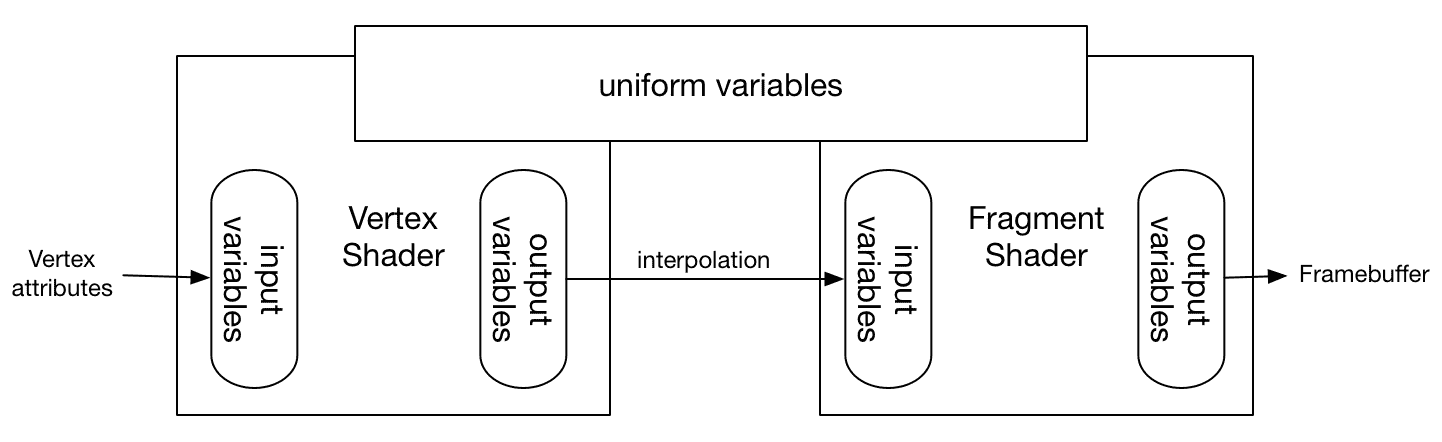 uniform variables
Vertex
attributes
input
variables
Vertex
Shader
output
variables
interpolation
input
variables
Fragment
Shader
output
variables
Framebuffer